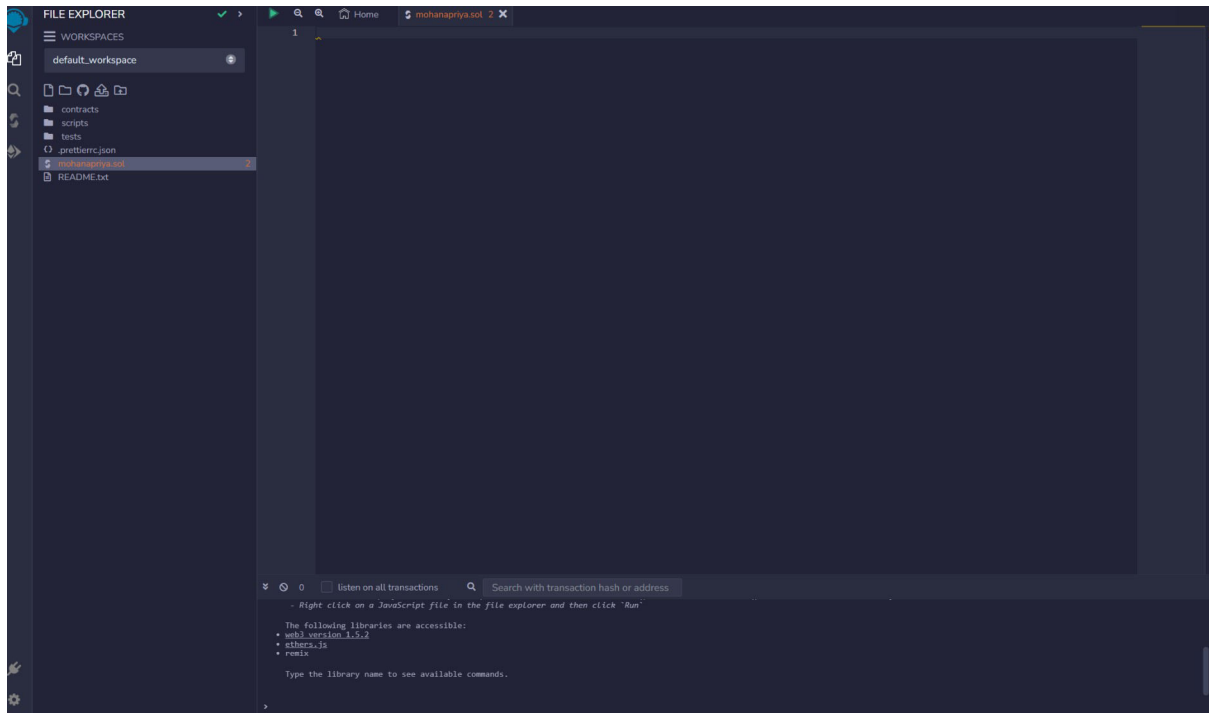 FILE EXPLORER
WORKSPACES
default_workspace
contracts
scripts
tests
.prettierrc.json
mohanapriya.sol 2
README.txt
Home
mohanapriya.sol 2
1
0 listen on all transactions Search with transaction hash or address
- Right click on a JavaScript file in the file explorer and then click `Run`
The following libraries are accessible:
• web3 version 1.5.2
• ethers.js
• remix
Type the library name to see available commands.
>